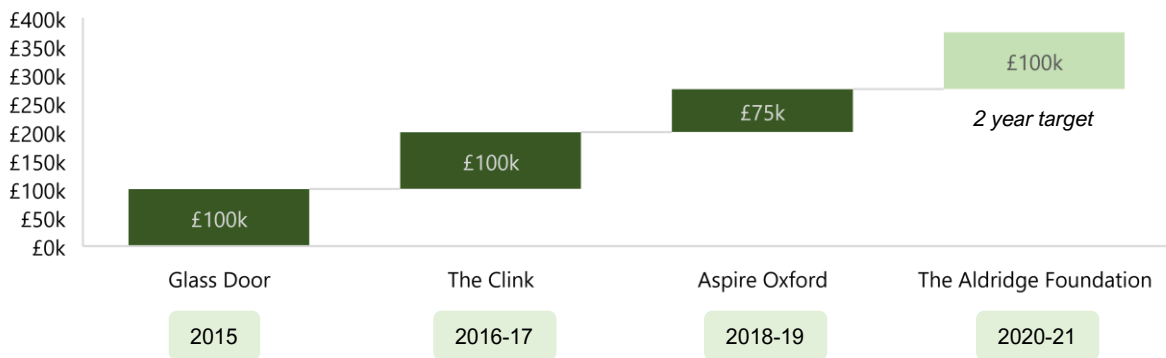 £400k
£350k
£300k
£250k
£200k
£150k
£100k
£50k
£0k
£100k
£100k
£75k
£100k
2 year target
Glass Door
The Clink
Aspire Oxford
The Aldridge Foundation
2015
2016-17
2018-19
2020-21